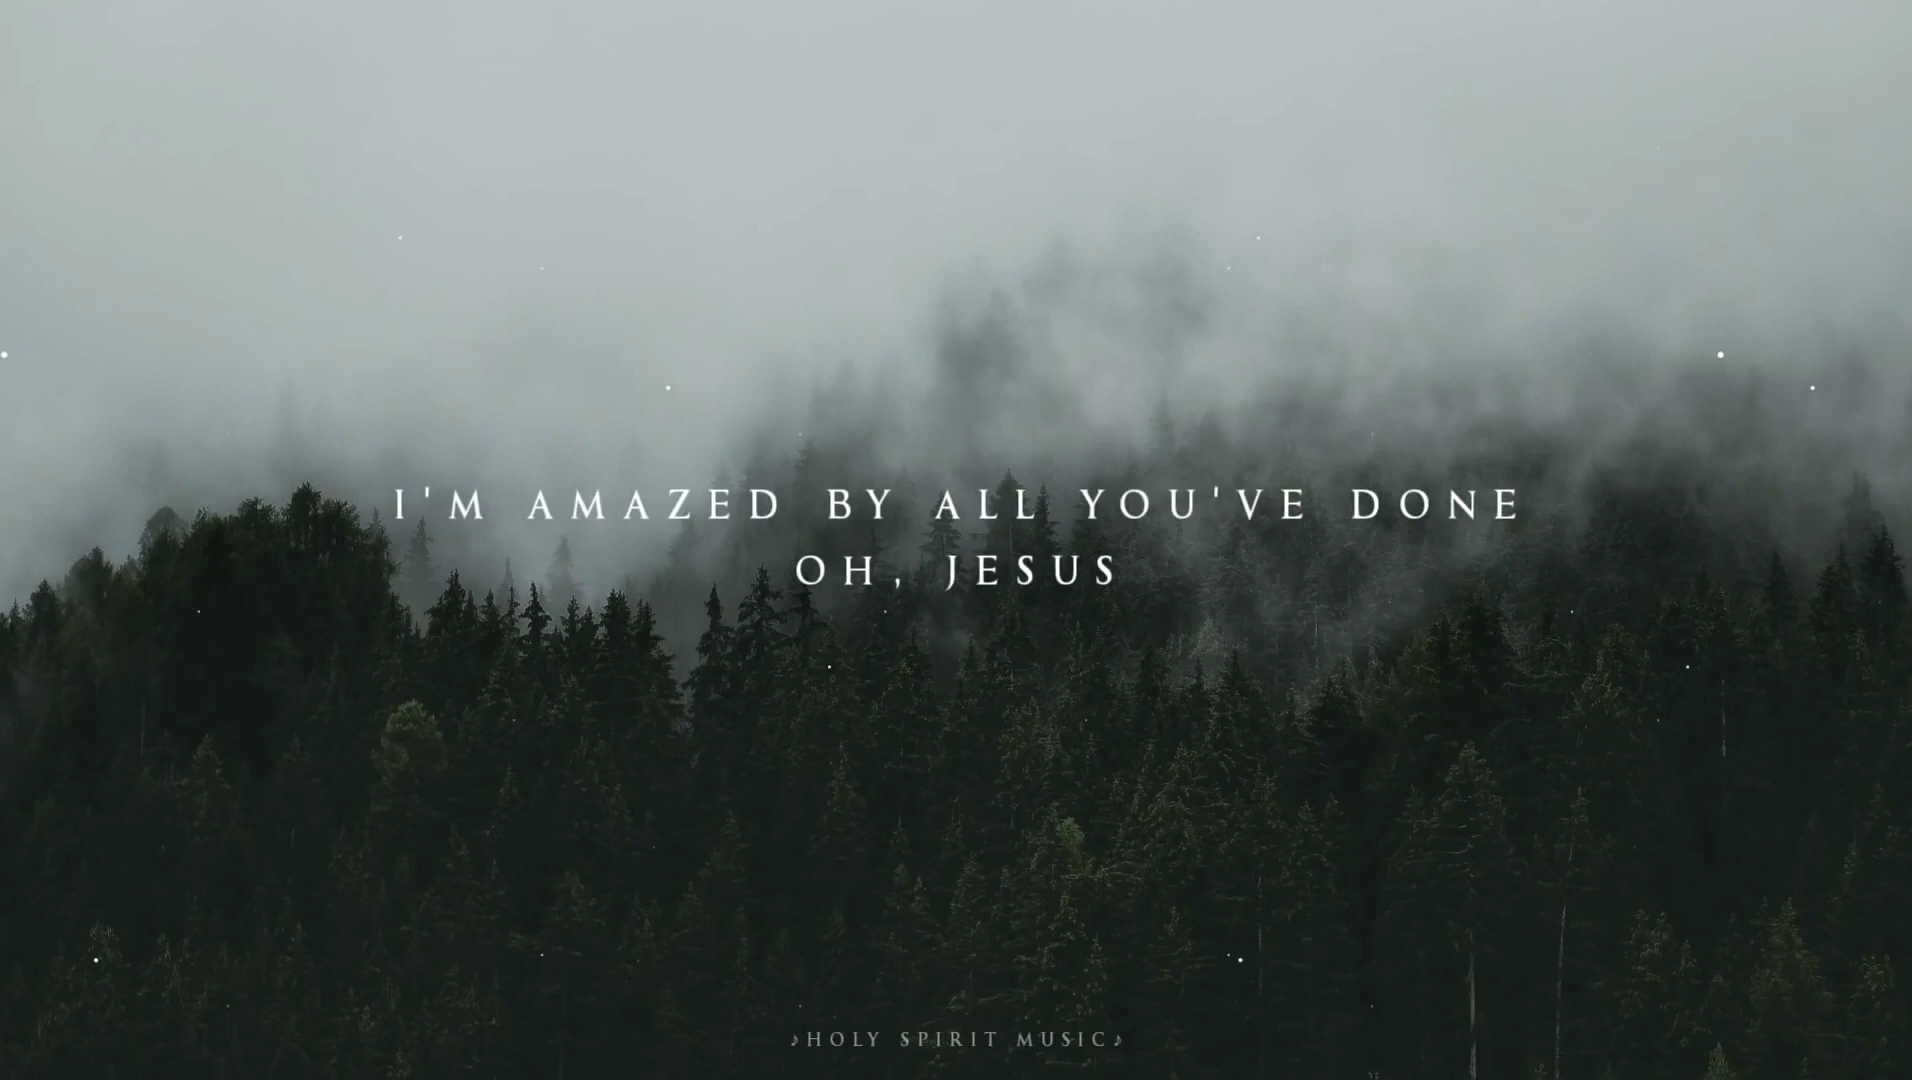 I'M AMAZED BY ALL YOU'VE DONE
OH, JESUS
♪HOLY SPIRIT MUSIC♪